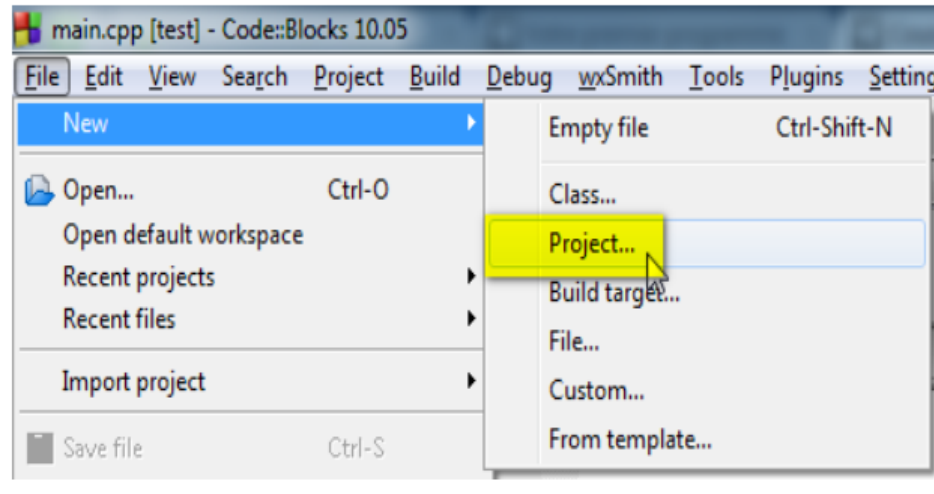 main.cpp [test] - Code::Blocks 10.05
File Edit View Search Project Build Debug wxSmith Tools Plugins Setting
New
Open... Ctrl-O
Open default workspace
Recent projects
Recent files
Import project
Save file Ctrl-S
Empty file Ctrl-Shift-N
Class...
Project...
Build target...
File...
Custom...
From template...